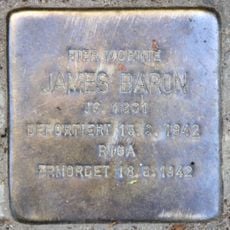 HIER WOHNTE
JAMES BARON
JG.
DEPORTIERT 15.8.1942
RIGA
ERMORDET 18.8.1942